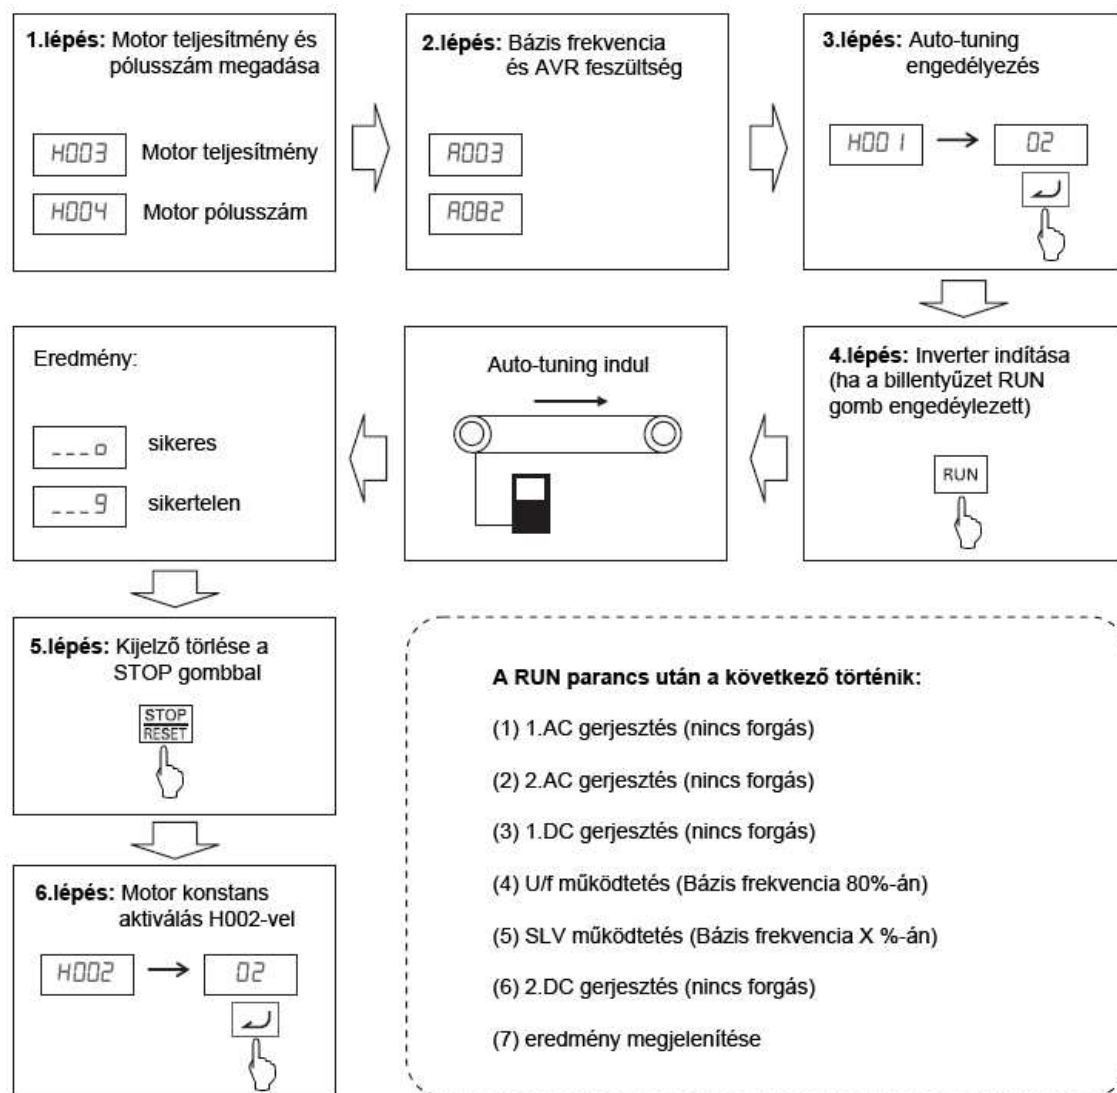 1.lépés: Motor teljesítmény és
pólusszám megadása
H003 Motor teljesítmény
H004 Motor pólusszám
2.lépés: Bázis frekvencia
és AVR feszültség
A003
A082
3.lépés: Auto-tuning
engedélyezés
H001
02
4.lépés: Inverter indítása
(ha a billentyűzet RUN
gomb engedéylezett)
RUN
Auto-tuning indul
Eredmény:
___o sikeres
___9 sikertelen
5.lépés: Kijelző törlése a
STOP gombbal
STOP
RESET
6.lépés: Motor konstans
aktiválás H002-vel
H002
02
A RUN parancs után a következő történik:
(1) 1.AC gerjesztés (nincs forgás)
(2) 2.AC gerjesztés (nincs forgás)
(3) 1.DC gerjesztés (nincs forgás)
(4) U/f működtetés (Bázis frekvencia 80%-án)
(5) SLV működtetés (Bázis frekvencia X %-án)
(6) 2.DC gerjesztés (nincs forgás)
(7) eredmény megjelenítése